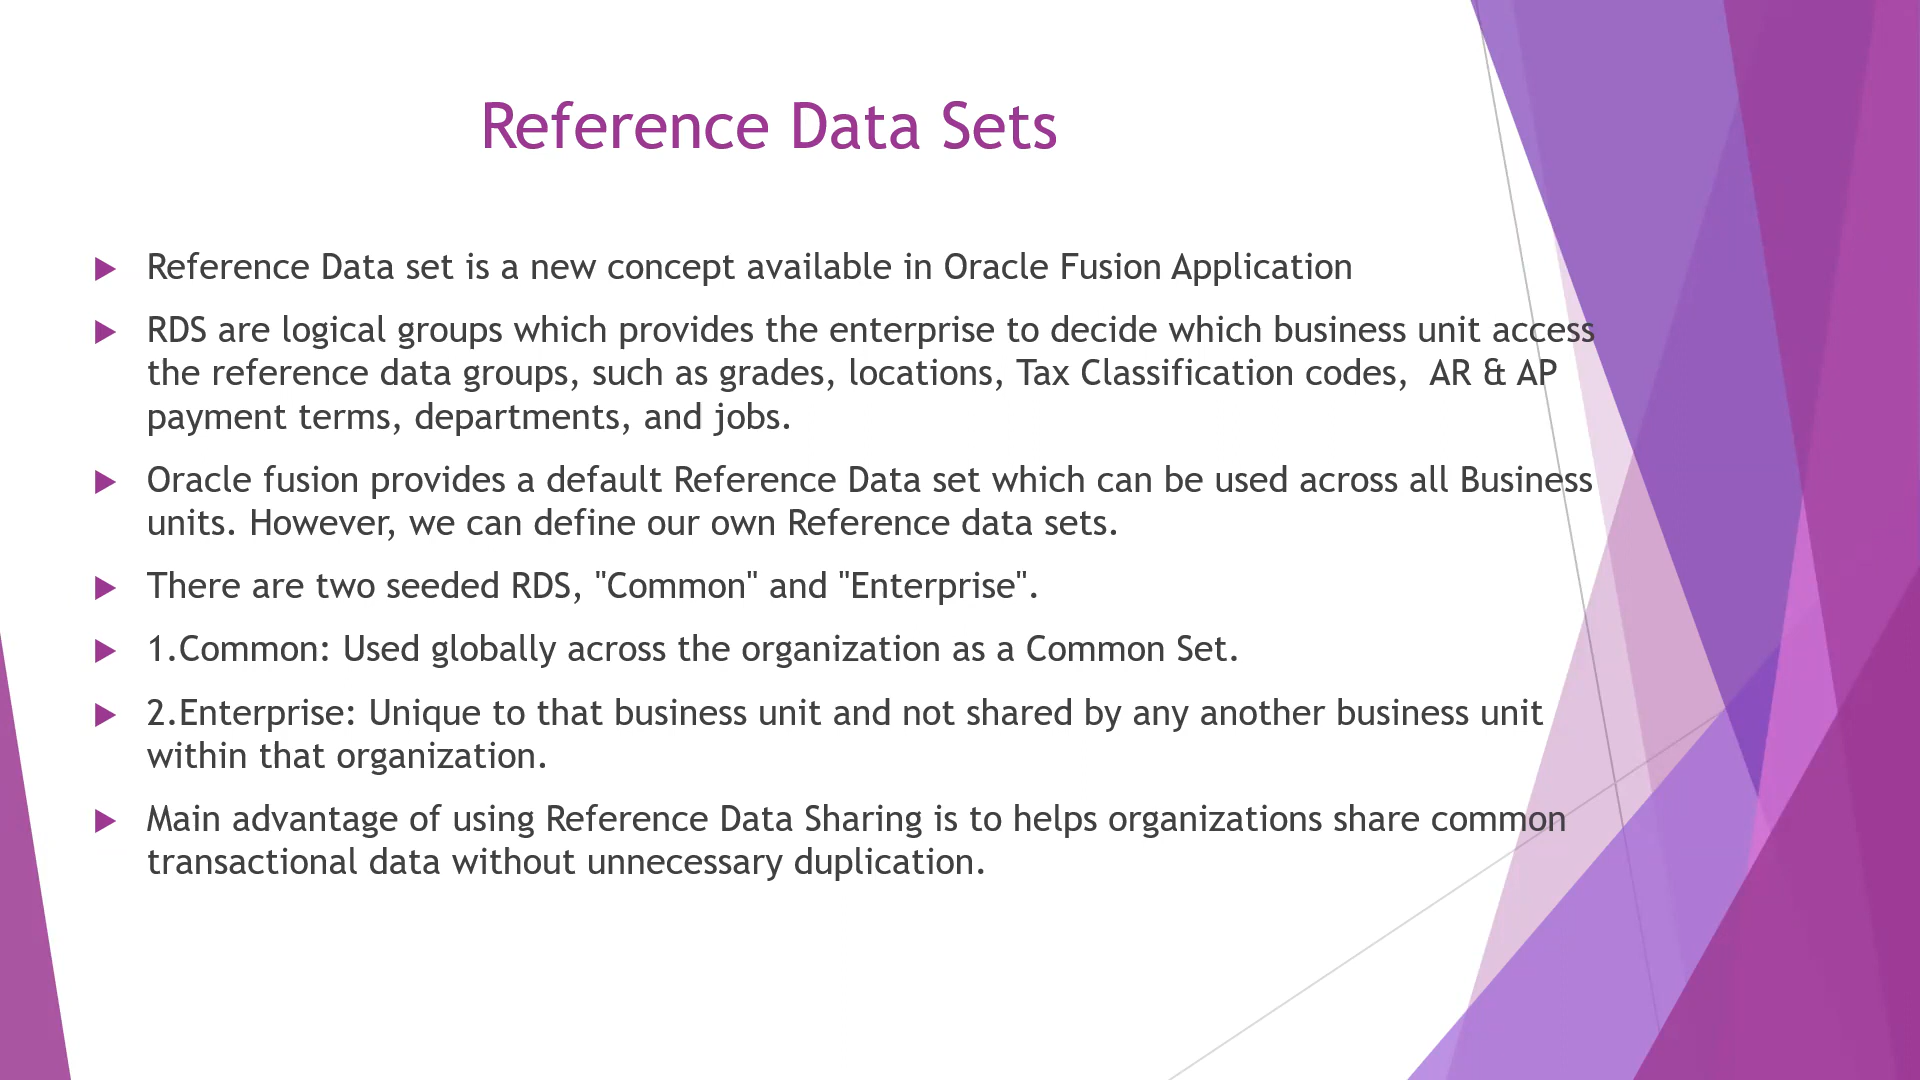 Reference Data Sets
Reference Data set is a new concept available in Oracle Fusion Application
RDS are logical groups which provides the enterprise to decide which business unit access
the reference data groups, such as grades, locations, Tax Classification codes,  AR & AP
payment terms, departments, and jobs.
Oracle fusion provides a default Reference Data set which can be used across all Business
units. However, we can define our own Reference data sets.
There are two seeded RDS, "Common" and "Enterprise".
1.Common: Used globally across the organization as a Common Set.
2.Enterprise: Unique to that business unit and not shared by any another business unit
within that organization.
Main advantage of using Reference Data Sharing is to helps organizations share common
transactional data without unnecessary duplication.